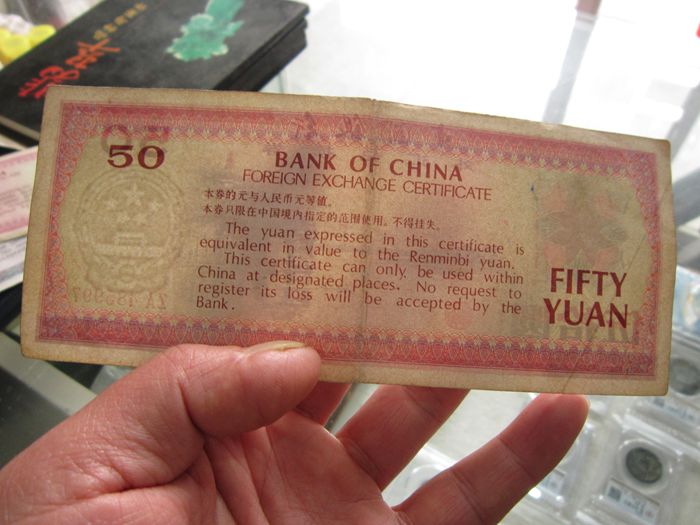 50
BANK OF CHINA
FOREIGN EXCHANGE CERTIFICATE
本券的元与人民币元等值。
本券只限在中国境内指定的范围使用。不得挂失。
The yuan expressed in this certificate is
equivalent in value to the Renminbi yuan.
This certificate can only be used within
China at designated places. No request to
register its loss will be accepted by the
Bank.
FIFTY
YUAN